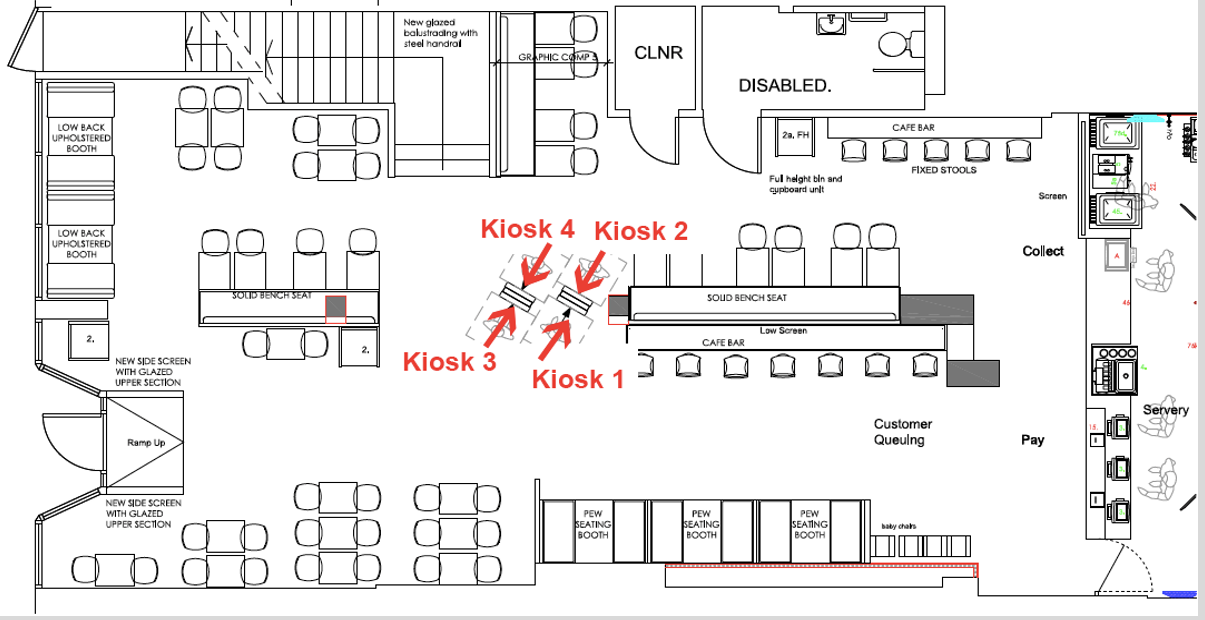 New glazed
balustrading with
steel handrail
GRAPHIC COMP 3
CLNR
DISABLED.
LOW BACK
UPHOLSTERED
BOOTH
2a, FH
CAFE BAR
FIXED STOOLS
Full height bin and
cupboard unit
Screen
LOW BACK
UPHOLSTERED
BOOTH
Kiosk 4
Kiosk 2
Collect
A
SOLID BENCH SEAT
SOLID BENCH SEAT
Low Screen
CAFE BAR
2.
2.
NEW SIDE SCREEN
WITH GLAZED
UPPER SECTION
Kiosk 3
Kiosk 1
Ramp Up
Customer
Queuing
Pay
Servery
15.
NEW SIDE SCREEN
WITH GLAZED
UPPER SECTION
PEW
SEATING
BOOTH
PEW
SEATING
BOOTH
PEW
SEATING
BOOTH
baby chairs